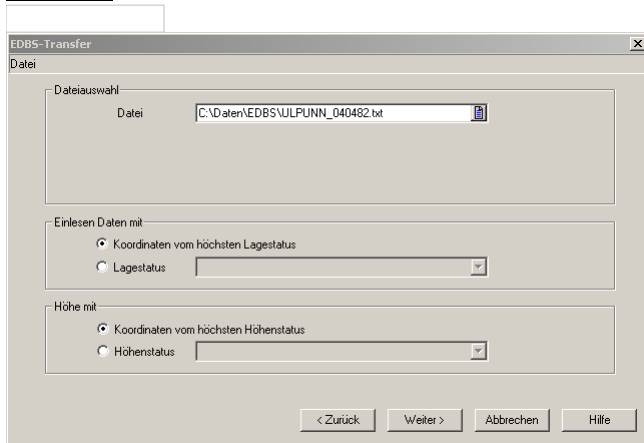 EDBS-Transfer
Datei
Dateiauswahl
Datei C:\Daten\EDBS\ULPUNN_040482.txt
Einlesen Daten mit
Koordinaten vom höchsten Lagestatus
Lagestatus
Höhe mit
Koordinaten vom höchsten Höhenstatus
Höhenstatus
< Zurück Weiter > Abbrechen Hilfe